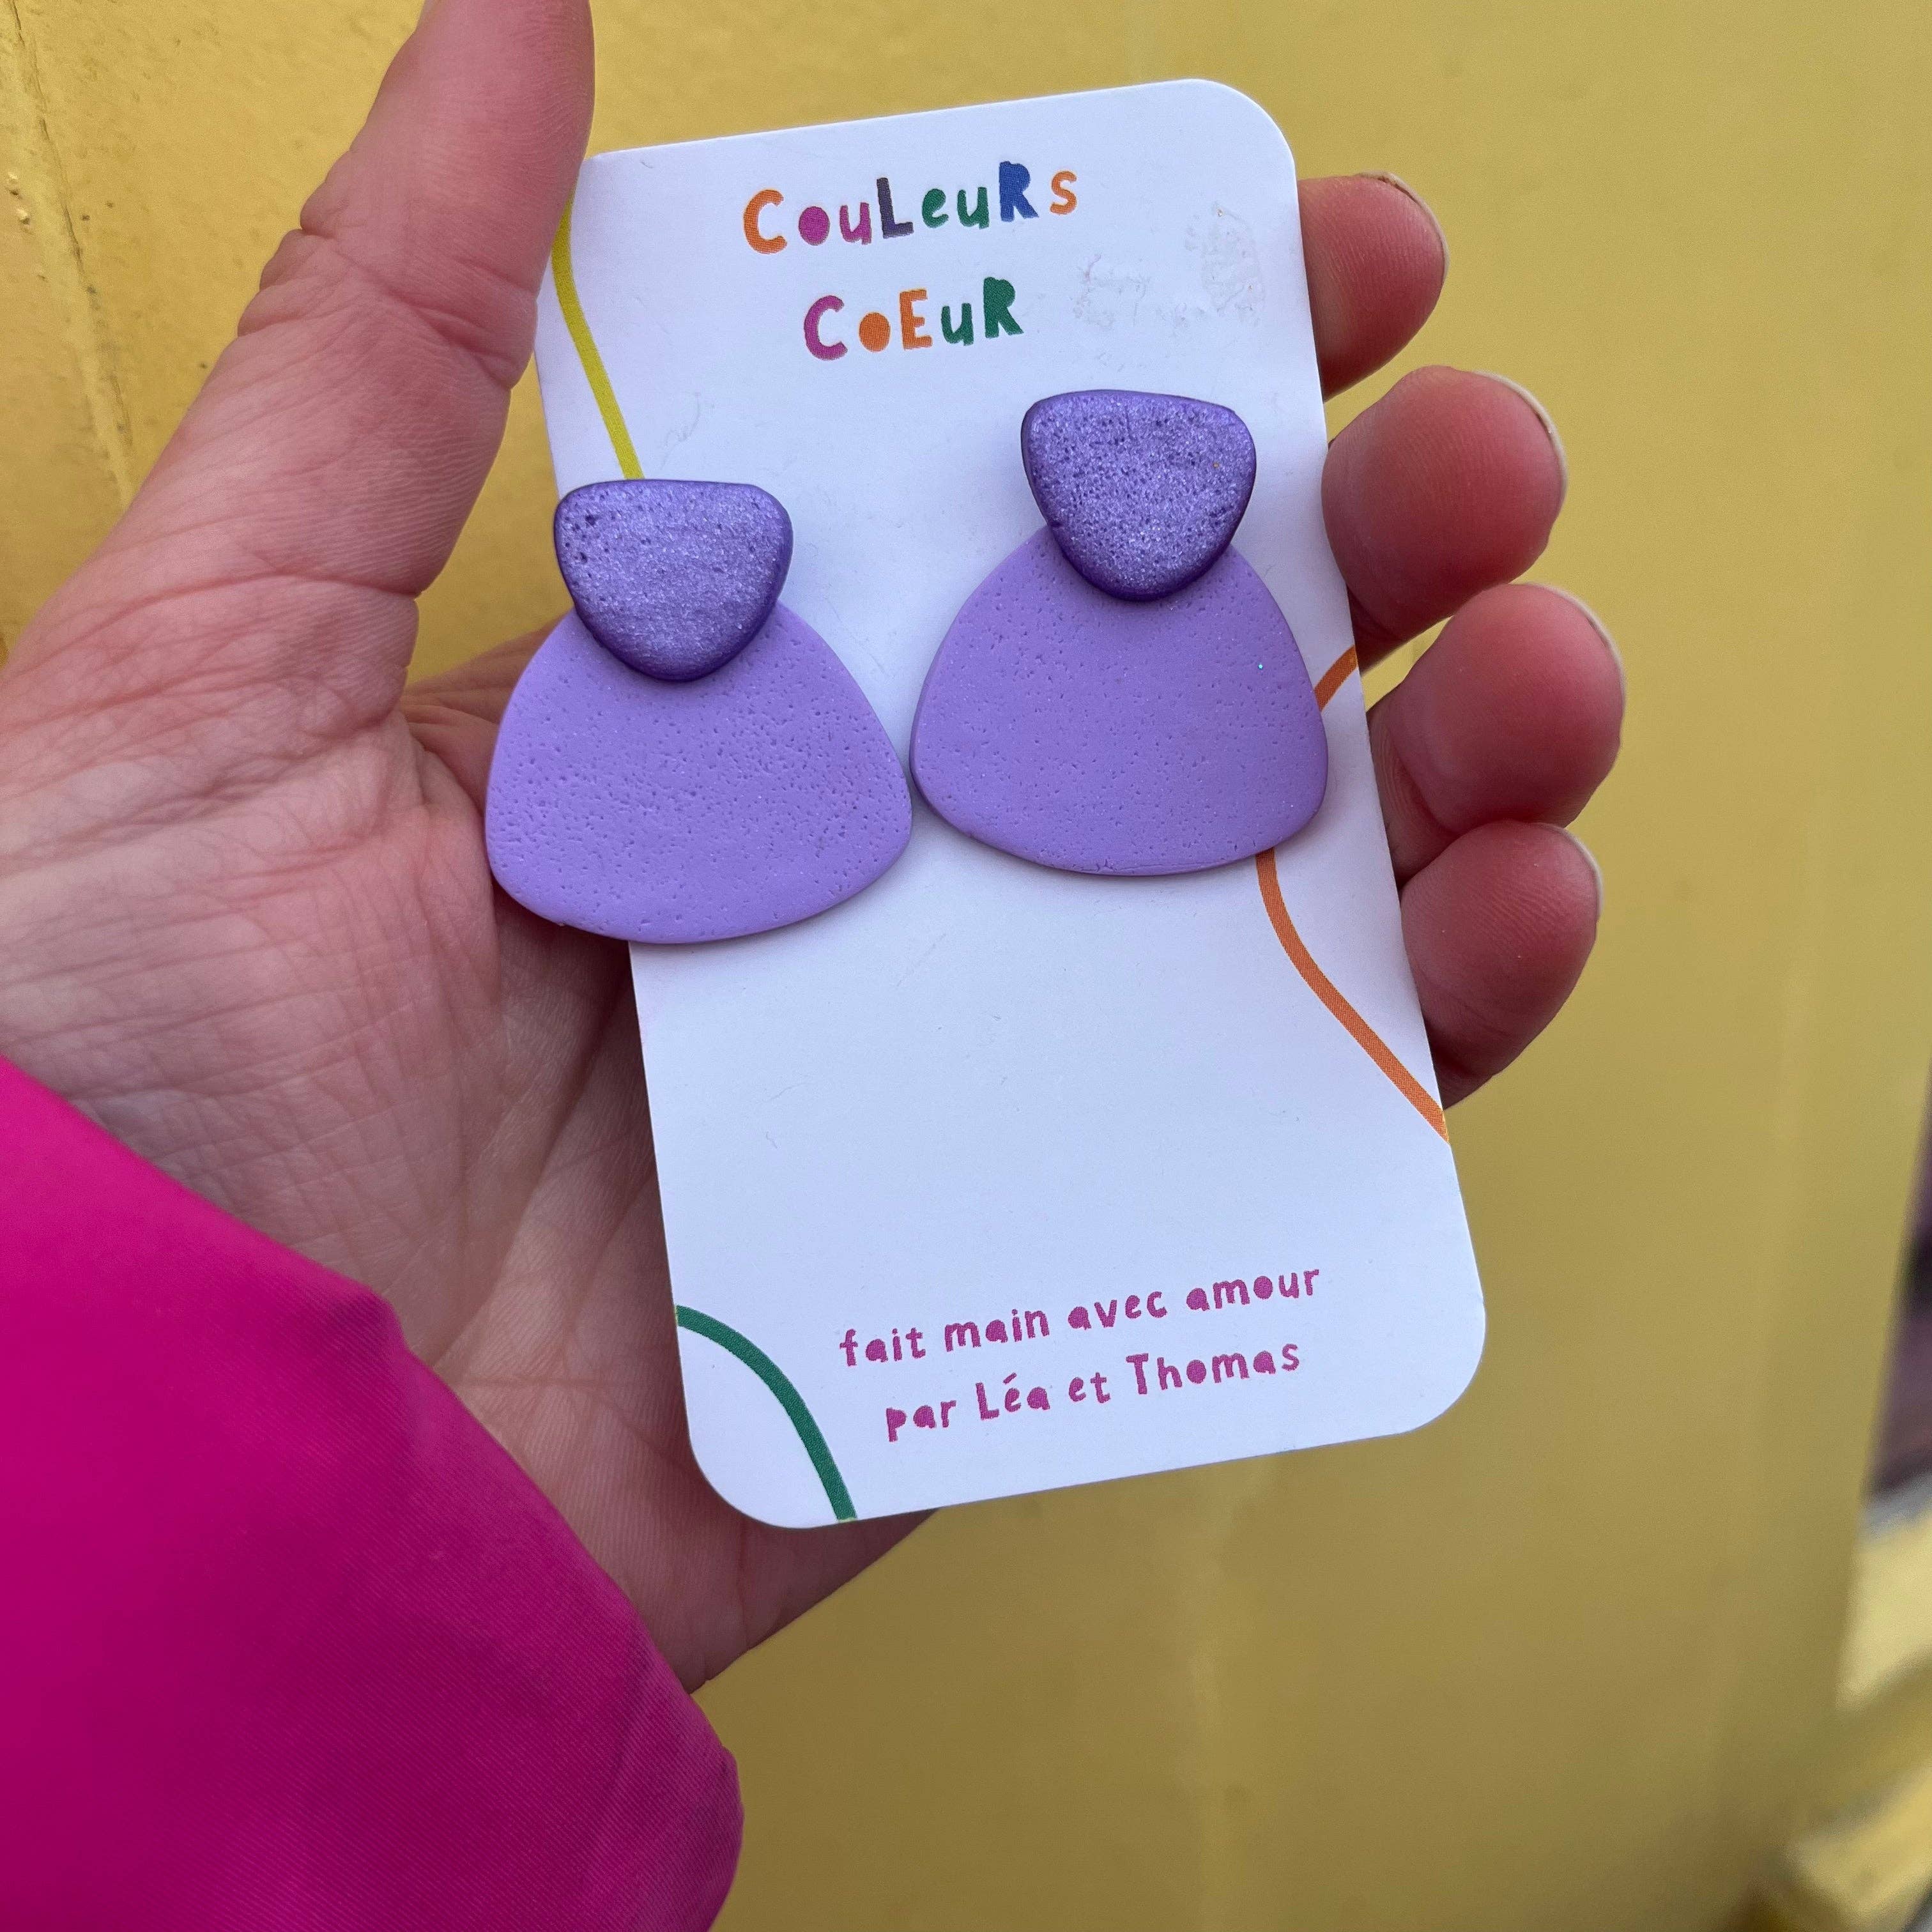 CouLeuRs
CoEuR
fait main avec amour
par Léa et Thomas